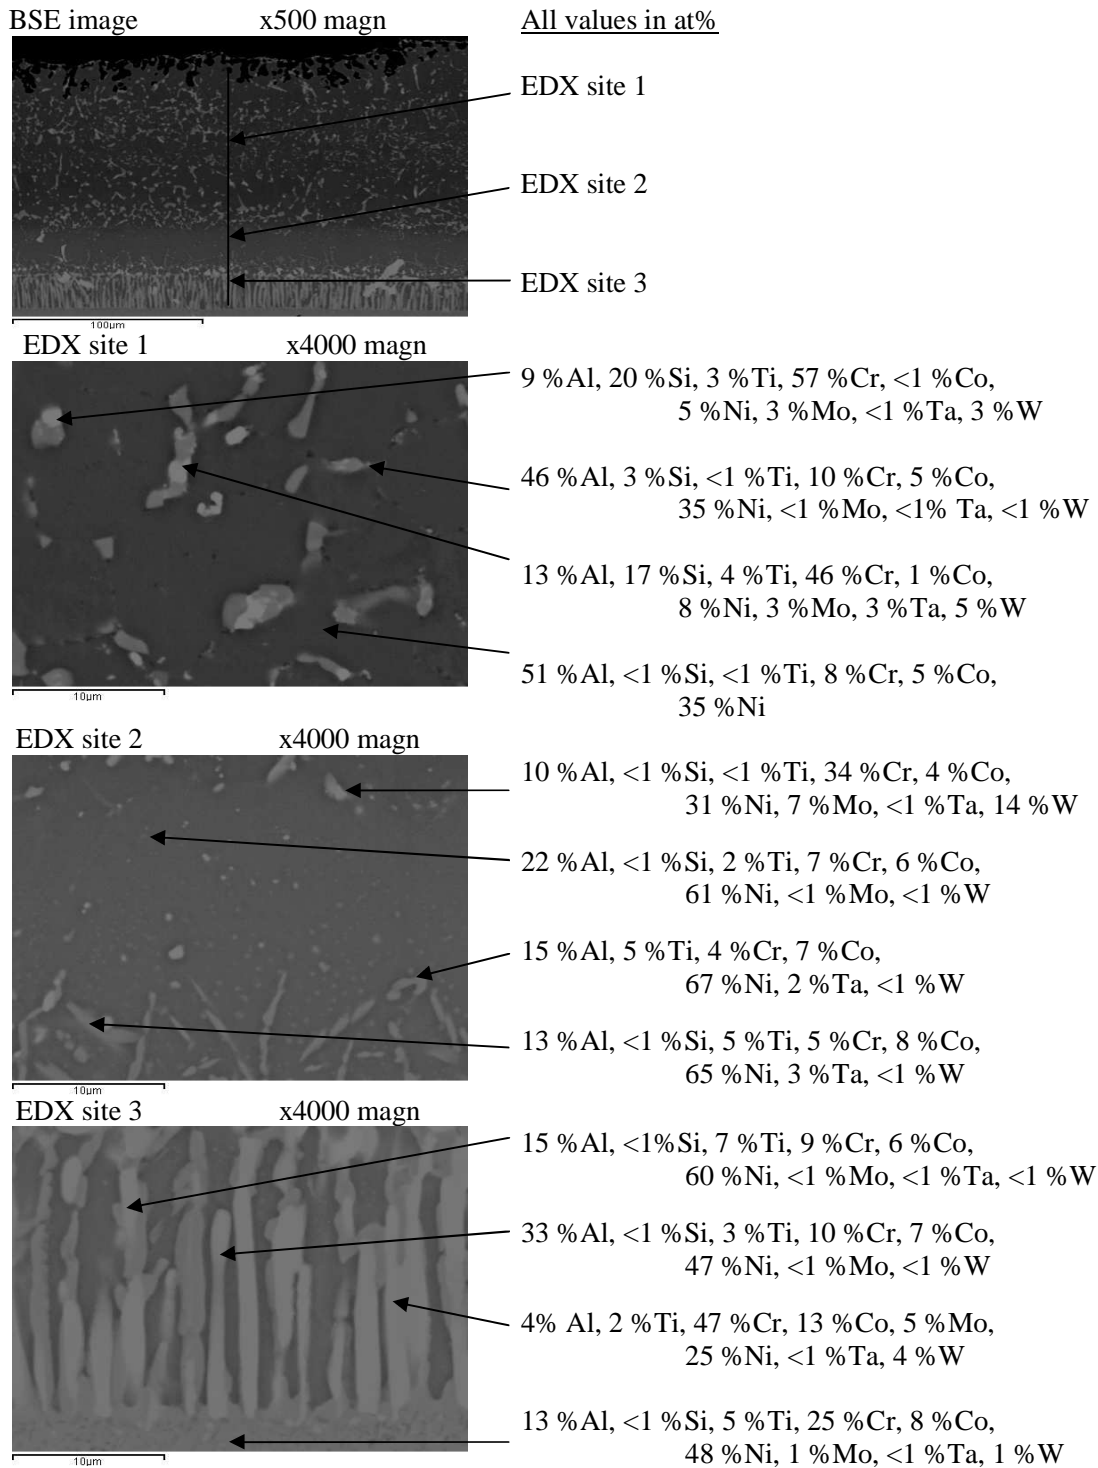 BSE image x500 magn All values in at%
EDX site 1
EDX site 2
EDX site 3
100µm
EDX site 1 x4000 magn
9 %Al, 20 %Si, 3 %Ti, 57 %Cr, <1 %Co,
5 %Ni, 3 %Mo, <1 %Ta, 3 %W
46 %Al, 3 %Si, <1 %Ti, 10 %Cr, 5 %Co,
35 %Ni, <1 %Mo, <1% Ta, <1 %W
13 %Al, 17 %Si, 4 %Ti, 46 %Cr, 1 %Co,
8 %Ni, 3 %Mo, 3 %Ta, 5 %W
51 %Al, <1 %Si, <1 %Ti, 8 %Cr, 5 %Co,
35 %Ni
10µm
EDX site 2 x4000 magn
10 %Al, <1 %Si, <1 %Ti, 34 %Cr, 4 %Co,
31 %Ni, 7 %Mo, <1 %Ta, 14 %W
22 %Al, <1 %Si, 2 %Ti, 7 %Cr, 6 %Co,
61 %Ni, <1 %Mo, <1 %W
15 %Al, 5 %Ti, 4 %Cr, 7 %Co,
67 %Ni, 2 %Ta, <1 %W
13 %Al, <1 %Si, 5 %Ti, 5 %Cr, 8 %Co,
65 %Ni, 3 %Ta, <1 %W
10µm
EDX site 3 x4000 magn
15 %Al, <1%Si, 7 %Ti, 9 %Cr, 6 %Co,
60 %Ni, <1 %Mo, <1 %Ta, <1 %W
33 %Al, <1 %Si, 3 %Ti, 10 %Cr, 7 %Co,
47 %Ni, <1 %Mo, <1 %W
4% Al, 2 %Ti, 47 %Cr, 13 %Co, 5 %Mo,
25 %Ni, <1 %Ta, 4 %W
13 %Al, <1 %Si, 5 %Ti, 25 %Cr, 8 %Co,
48 %Ni, 1 %Mo, <1 %Ta, 1 %W
10µm